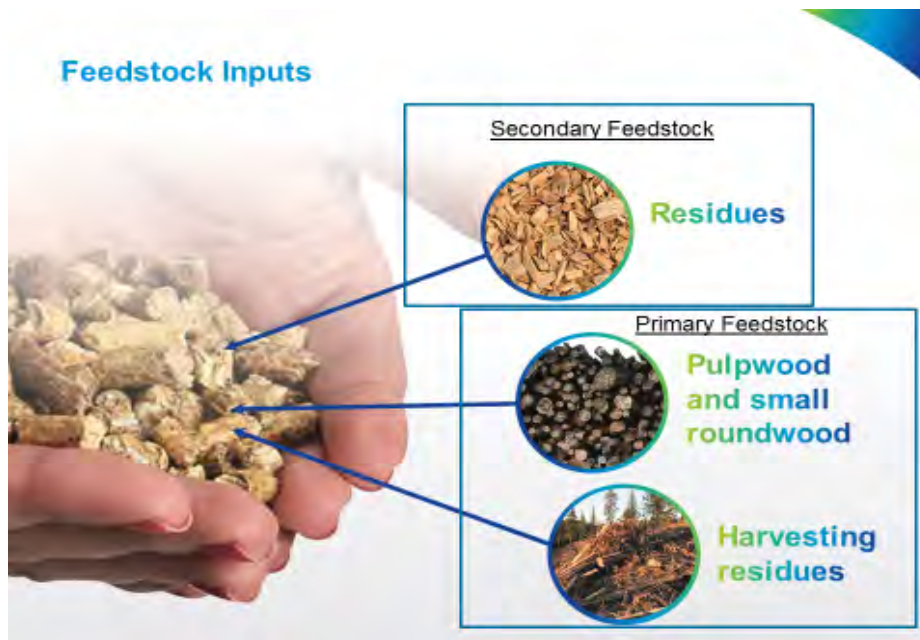 Feedstock Inputs
Secondary Feedstock
Residues
Primary Feedstock
Pulpwood
and small
roundwood
Harvesting
residues